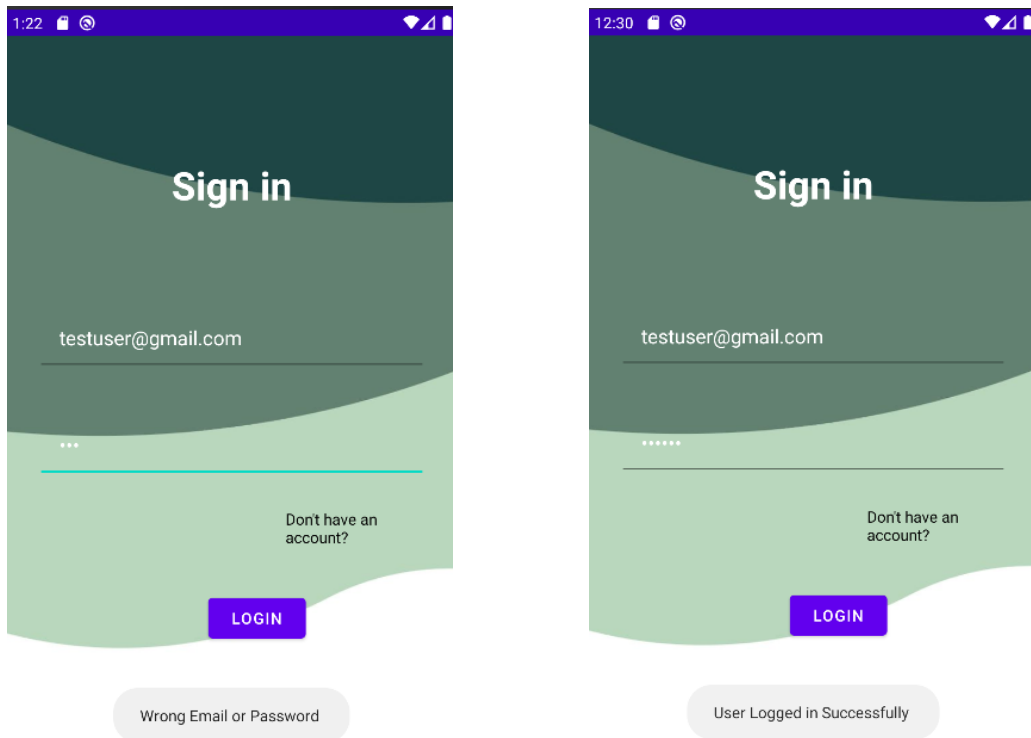 1:22
Sign in
testuser@gmail.com
•••
Don't have an
account?
LOGIN
Wrong Email or Password
12:30
Sign in
testuser@gmail.com
••••••
Don't have an
account?
LOGIN
User Logged in Successfully